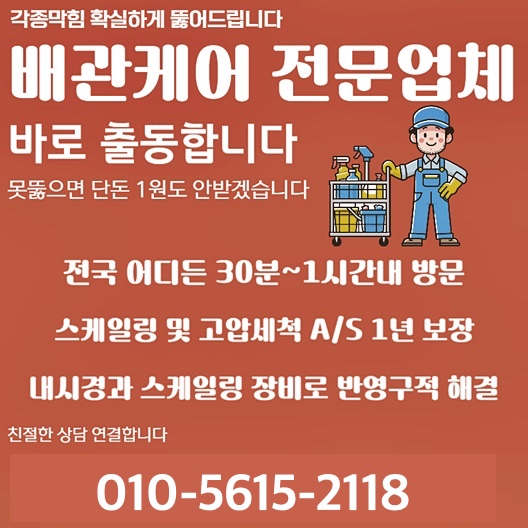 각종막힘 확실하게 뚫어드립니다
배관케어 전문업체
바로 출동합니다
못뚫으면 단돈 1원도 안받겠습니다
전국 어디든 30분~1시간내 방문
스케일링 및 고압세척 A/S 1년 보장
내시경과 스케일링 장비로 반영구적 해결
친절한 상담 연결합니다
010-5615-2118